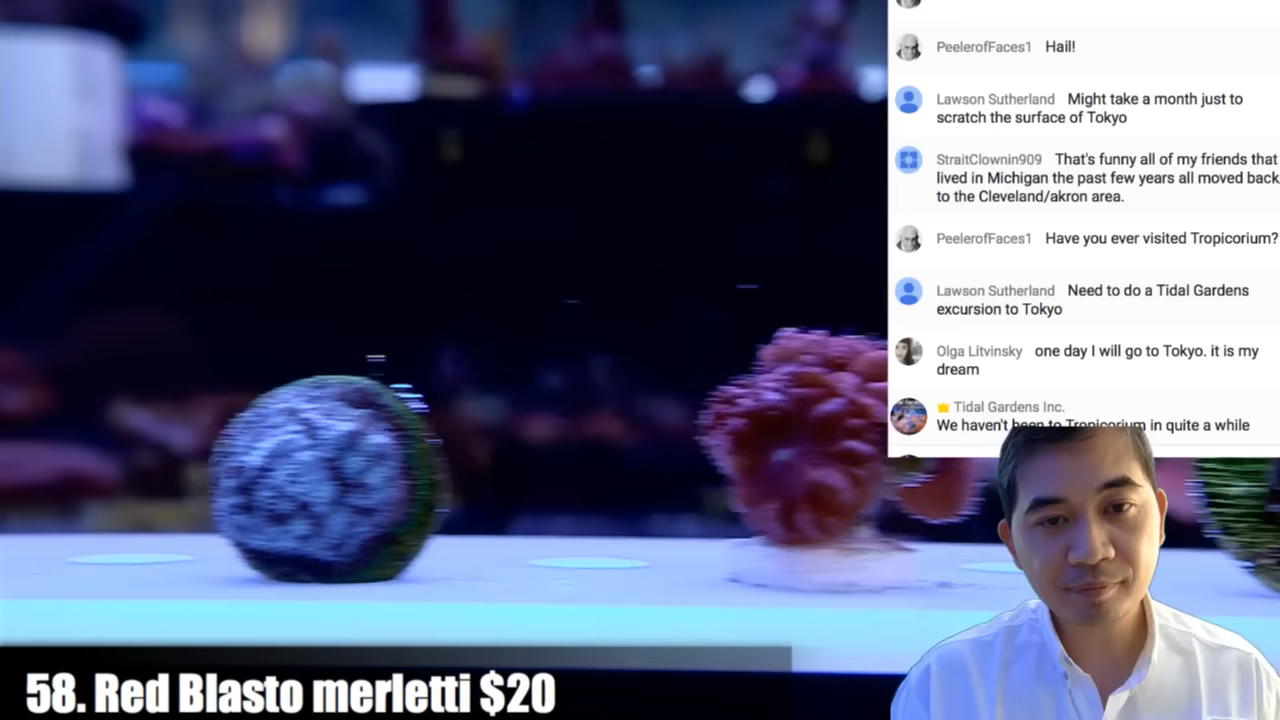 PeelerofFaces1 Hail!
Lawson Sutherland Might take a month just to
scratch the surface of Tokyo
StraitClownin909 That's funny all of my friends that
lived in Michigan the past few years all moved back
to the Cleveland/akron area.
PeelerofFaces1 Have you ever visited Tropicorium?
Lawson Sutherland Need to do a Tidal Gardens
excursion to Tokyo
Olga Litvinsky one day I will go to Tokyo. it is my
dream
Tidal Gardens Inc.
We haven't been to Tropicorium in quite a while
58. Red Blasto merletti $20